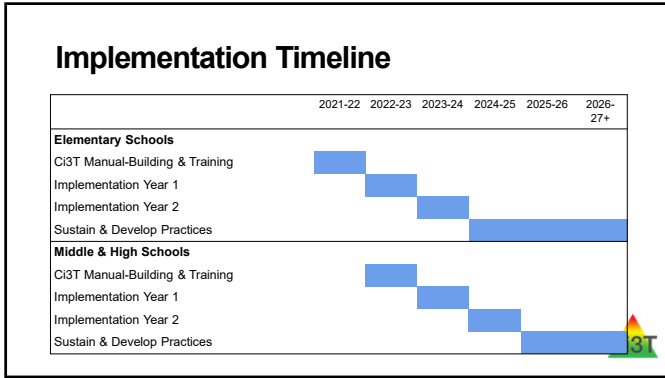 Implementation Timeline
2021-22 2022-23 2023-24 2024-25 2025-26 2026-
27+
Elementary Schools
Ci3T Manual-Building & Training
Implementation Year 1
Implementation Year 2
Sustain & Develop Practices
Middle & High Schools
Ci3T Manual-Building & Training
Implementation Year 1
Implementation Year 2
Sustain & Develop Practices
3T